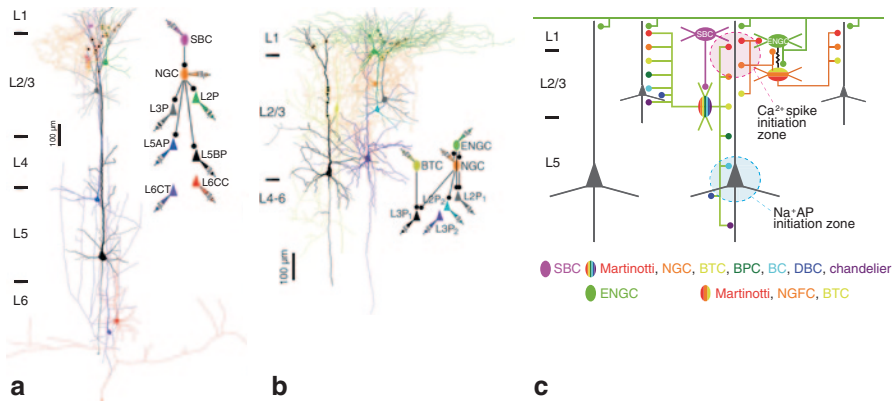 L1
L2/3
100 µm
L4
L5
L6
SBC
NGC
L3P
L2P
L5AP
L5BP
L6CT
L6CC
a
L1
L2/3
L4-6
100 µm
ENGC
BTC
NGC
L2P₂
L2P₁
L3P₁
L3P₂
b
L1
L2/3
L5
SBC
ENGC
Ca²⁺ spike
initiation
zone
Na⁺AP
initiation zone
SBC Martinotti, NGC, BTC, BPC, BC, DBC, chandelier
ENGC Martinotti, NGFC, BTC
c